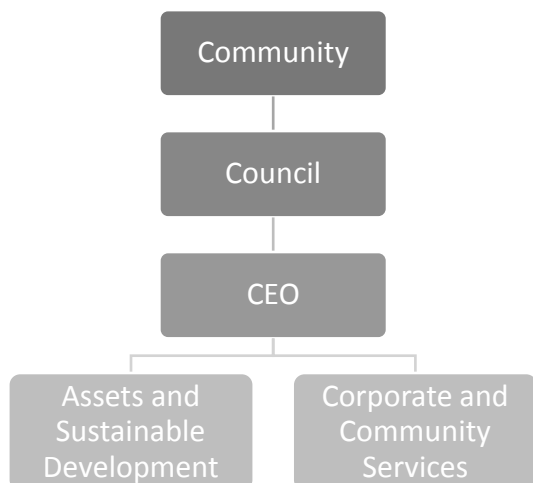 Community
Council
CEO
Assets and
Sustainable
Development
Corporate and
Community
Services